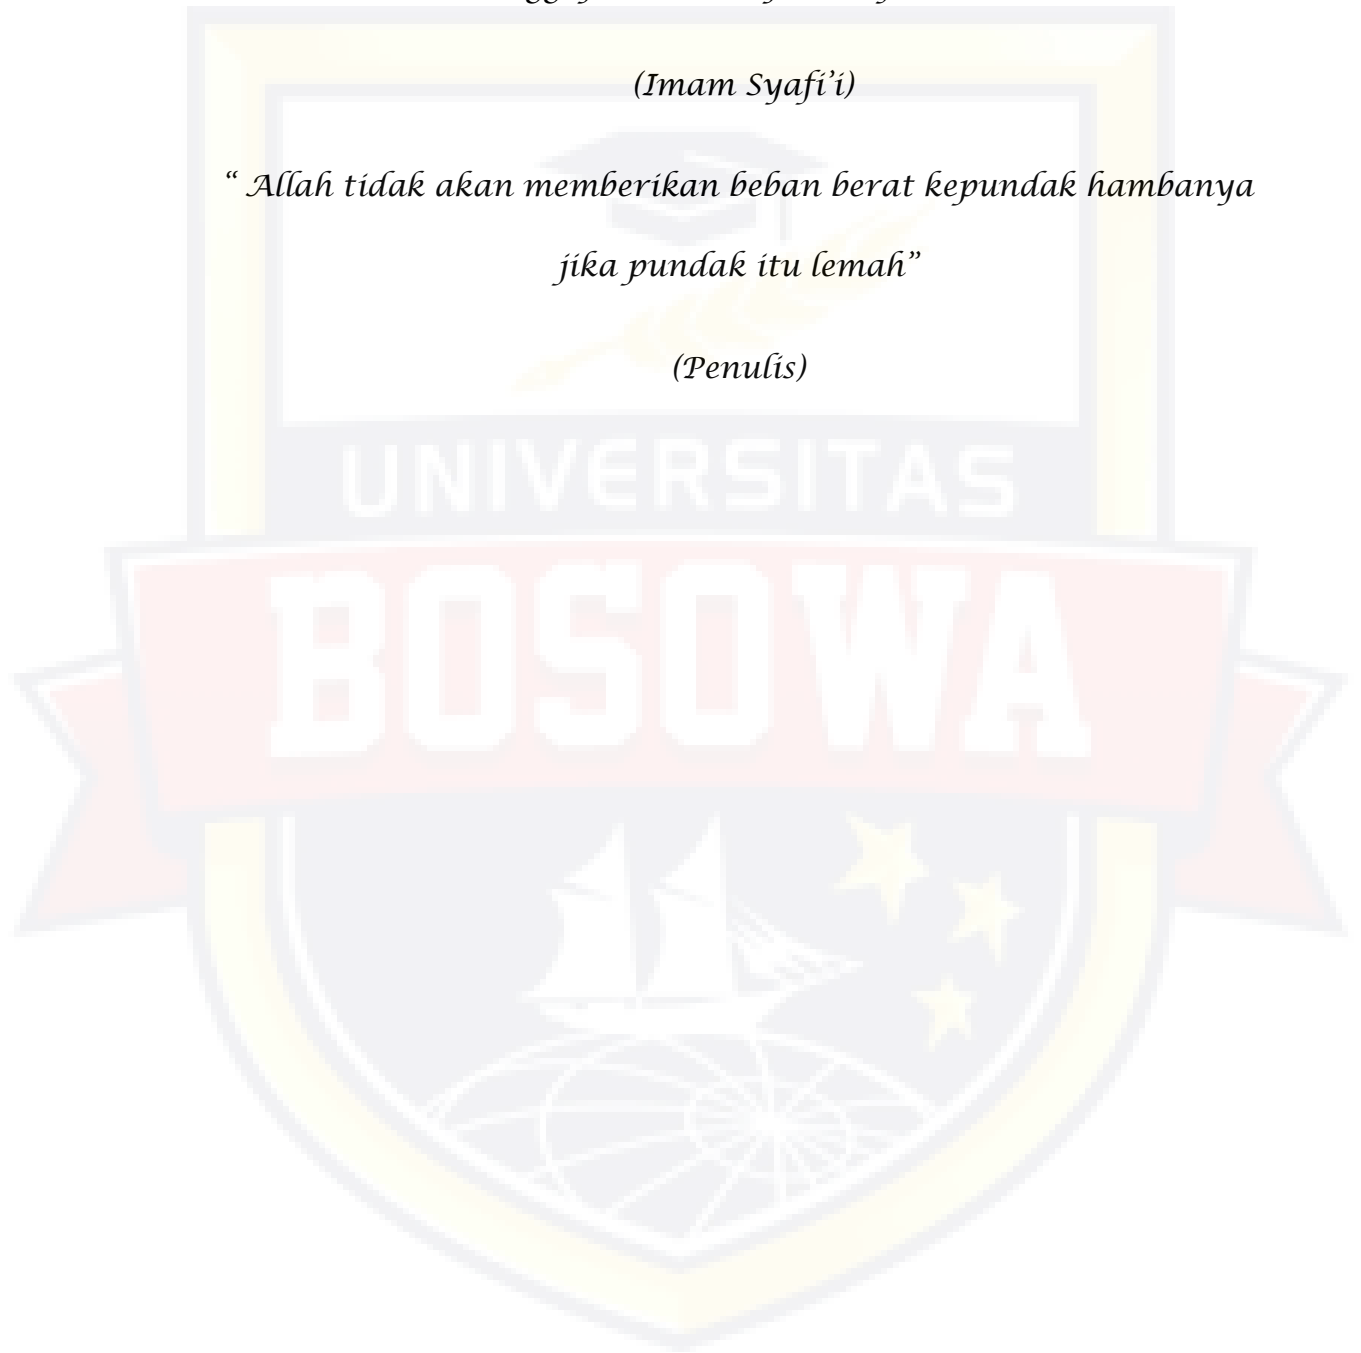 (Imam Syafi’i)
“ Allah tidak akan memberikan beban berat kepundak hambanya
jika pundak itu lemah”
(Penulis)
UNIVERSITAS
BOSOWA